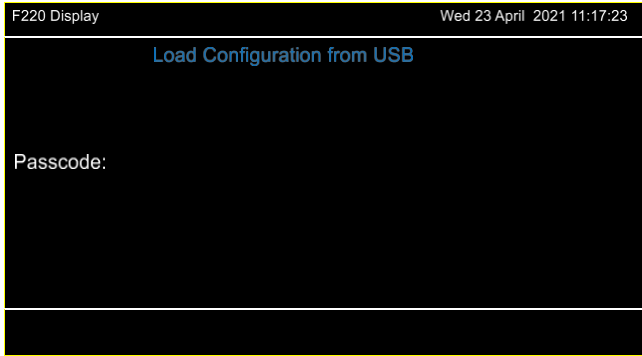 F220 Display Wed 23 April 2021 11:17:23
Load Configuration from USB
Passcode: